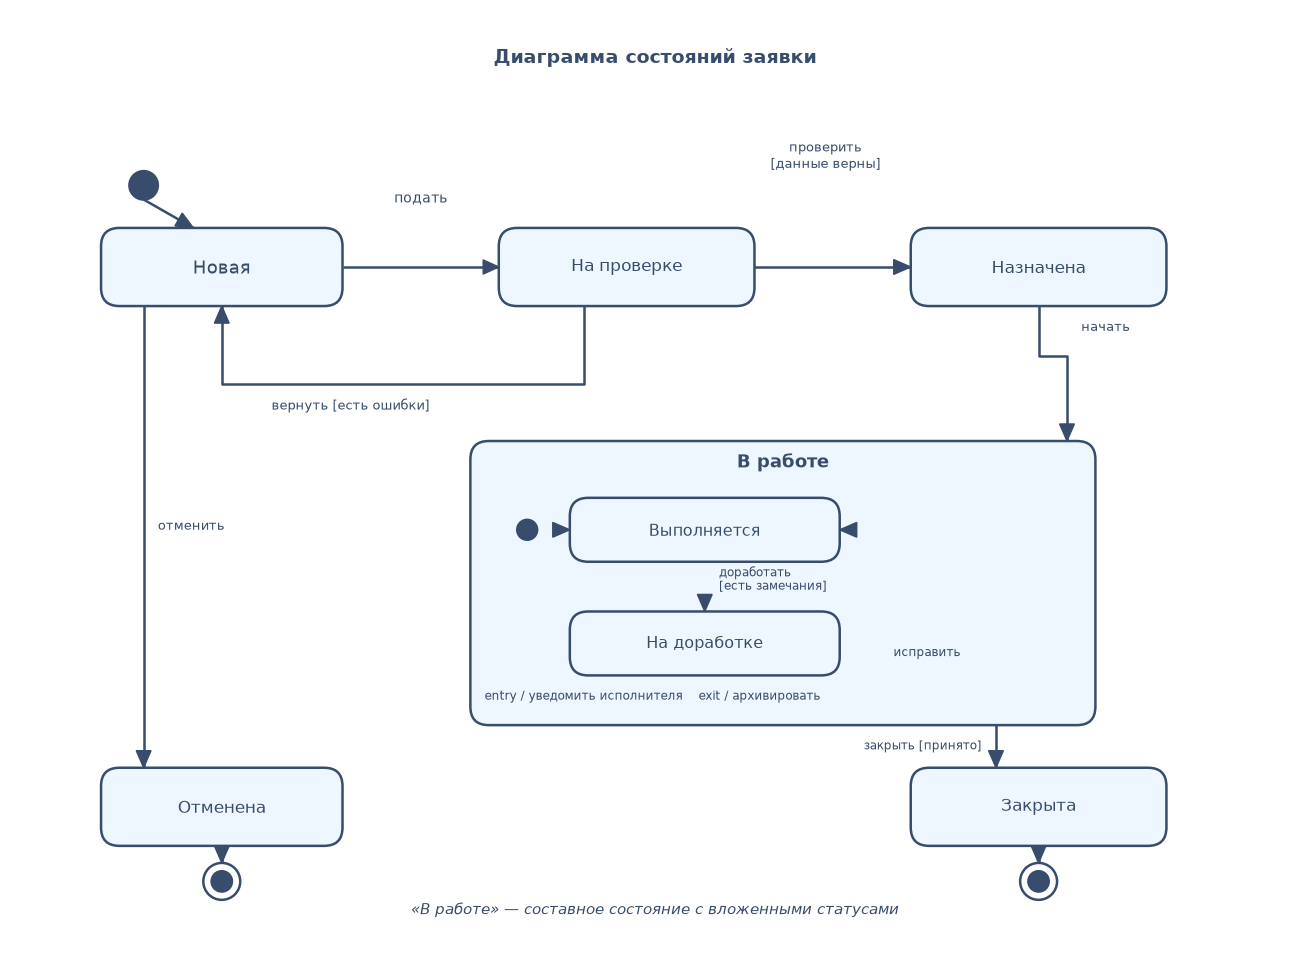 Диаграмма состояний заявки
проверить
[данные верны]
подать
Новая
На проверке
Назначена
начать
вернуть [есть ошибки]
В работе
отменить
Выполняется
доработать
[есть замечания]
На доработке
исправить
entry / уведомить исполнителя
exit / архивировать
закрыть [принято]
Отменена
Закрыта
«В работе» — составное состояние с вложенными статусами